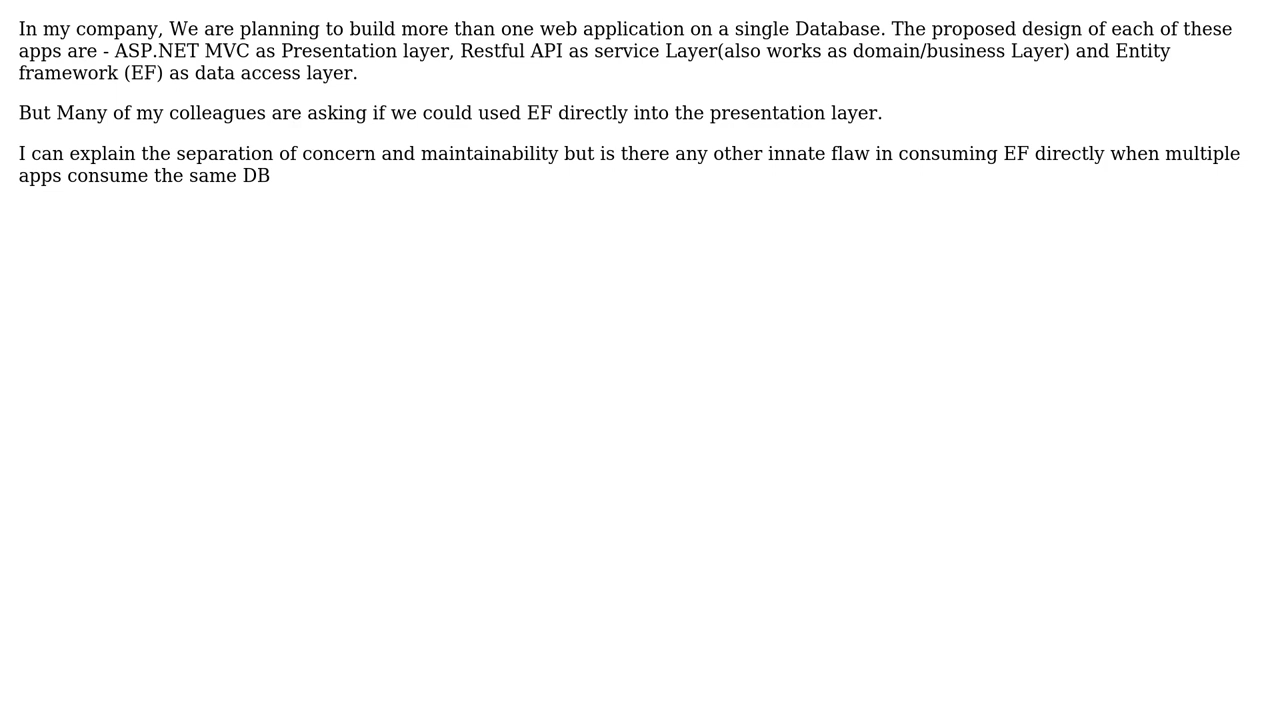 In my company, We are planning to build more than one web application on a single Database. The proposed design of each of these
apps are - ASP.NET MVC as Presentation layer, Restful API as service Layer(also works as domain/business Layer) and Entity
framework (EF) as data access layer.
But Many of my colleagues are asking if we could used EF directly into the presentation layer.
I can explain the separation of concern and maintainability but is there any other innate flaw in consuming EF directly when multiple
apps consume the same DB